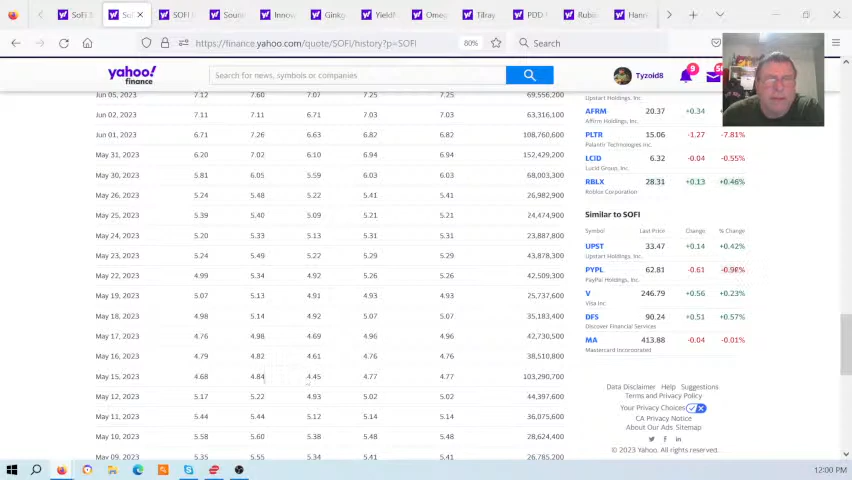 SoFi
SoF
SOFI
Soun
Innov
Ginkg
YieldM
Omeg
Tilray
PDD
Rubi
Hann
https://finance.yahoo.com/quote/SOFI/history?p=SOFI
80%
Search
yahoo!
finance
Search for news, symbols or companies
Tyzoid8
9
50
Jun 05, 2023 7.12 7.60 7.07 7.25 7.25 69,556,200
Jun 02, 2023 7.11 7.11 6.71 7.03 7.03 63,316,100
Jun 01, 2023 6.71 7.26 6.63 6.82 6.82 108,760,600
May 31, 2023 6.20 7.02 6.10 6.94 6.94 152,429,200
May 30, 2023 5.81 6.05 5.59 6.03 6.03 68,003,300
May 26, 2023 5.24 5.48 5.22 5.41 5.41 26,982,900
May 25, 2023 5.39 5.40 5.09 5.21 5.21 24,474,900
May 24, 2023 5.20 5.33 5.13 5.31 5.31 23,887,800
May 23, 2023 5.24 5.49 5.22 5.29 5.29 43,878,300
May 22, 2023 4.99 5.34 4.92 5.26 5.26 42,509,300
May 19, 2023 5.07 5.13 4.91 4.93 4.93 25,737,600
May 18, 2023 4.98 5.14 4.92 5.07 5.07 35,183,400
May 17, 2023 4.76 4.98 4.69 4.96 4.96 42,730,500
May 16, 2023 4.79 4.82 4.61 4.76 4.76 38,510,800
May 15, 2023 4.68 4.84 4.45 4.77 4.77 103,290,700
May 12, 2023 5.17 5.22 4.93 5.02 5.02 44,397,600
May 11, 2023 5.44 5.44 5.12 5.14 5.14 36,075,600
May 10, 2023 5.58 5.60 5.38 5.48 5.48 28,624,400
May 09, 2023 5.35 5.55 5.34 5.41 5.41 26,785,200
Upstart Holdings, Inc.
AFRM 20.37 +0.34
Affirm Holdings, Inc.
PLTR 15.06 -1.27 -7.81%
Palantir Technologies Inc.
LCID 6.32 -0.04 -0.55%
Lucid Group, Inc.
RBLX 28.31 +0.13 +0.46%
Roblox Corporation
Similar to SOFI
Symbol Last Price Change % Change
UPST 33.47 +0.14 +0.42%
Upstart Holdings, Inc.
PYPL 62.81 -0.61 -0.96%
PayPal Holdings, Inc.
V 246.79 +0.56 +0.23%
Visa Inc.
DFS 90.24 +0.51 +0.57%
Discover Financial Services
MA 413.88 -0.04 -0.01%
Mastercard Incorporated
Data Disclaimer Help Suggestions
Terms and Privacy Policy
Your Privacy Choices
CA Privacy Notice
About Our Ads Sitemap
© 2023 Yahoo. All rights reserved.
12:00 PM